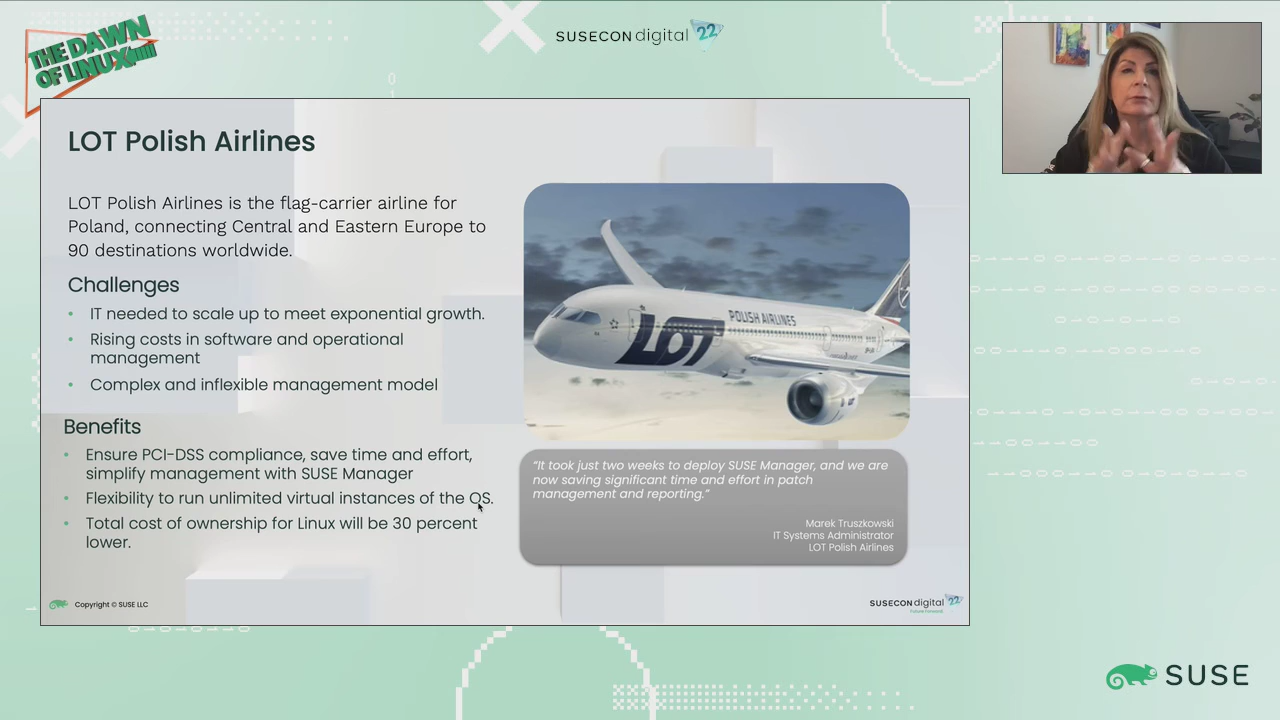 THE DAWN
OF LINUX
SUSECON digital 22
LOT Polish Airlines
LOT Polish Airlines is the flag-carrier airline for
Poland, connecting Central and Eastern Europe to
90 destinations worldwide.
Challenges
• IT needed to scale up to meet exponential growth.
• Rising costs in software and operational
management
• Complex and inflexible management model
Benefits
• Ensure PCI-DSS compliance, save time and effort,
simplify management with SUSE Manager
• Flexibility to run unlimited virtual instances of the OS.
• Total cost of ownership for Linux will be 30 percent
lower.
POLISH AIRLINES
LOT
“It took just two weeks to deploy SUSE Manager, and we are
now saving significant time and effort in patch
management and reporting.”
Marek Truszkowski
IT Systems Administrator
LOT Polish Airlines
Copyright © SUSE LLC
SUSECON digital 22
SUSE